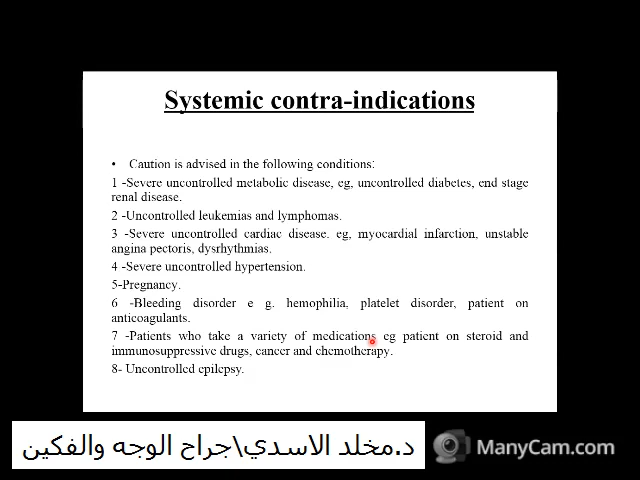 Systemic contra-indications
• Caution is advised in the following conditions:
1 -Severe uncontrolled metabolic disease, eg, uncontrolled diabetes, end stage
renal disease.
2 -Uncontrolled leukemias and lymphomas.
3 -Severe uncontrolled cardiac disease. eg, myocardial infarction, unstable
angina pectoris, dysrhythmias.
4 -Severe uncontrolled hypertension.
5-Pregnancy.
6 -Bleeding disorder e g. hemophilia, platelet disorder, patient on
anticoagulants.
7 -Patients who take a variety of medications eg patient on steroid and
immunosuppressive drugs, cancer and chemotherapy.
8- Uncontrolled epilepsy.
د.مخلد الاسدي\جراح الوجه والفكين
ManyCam.com